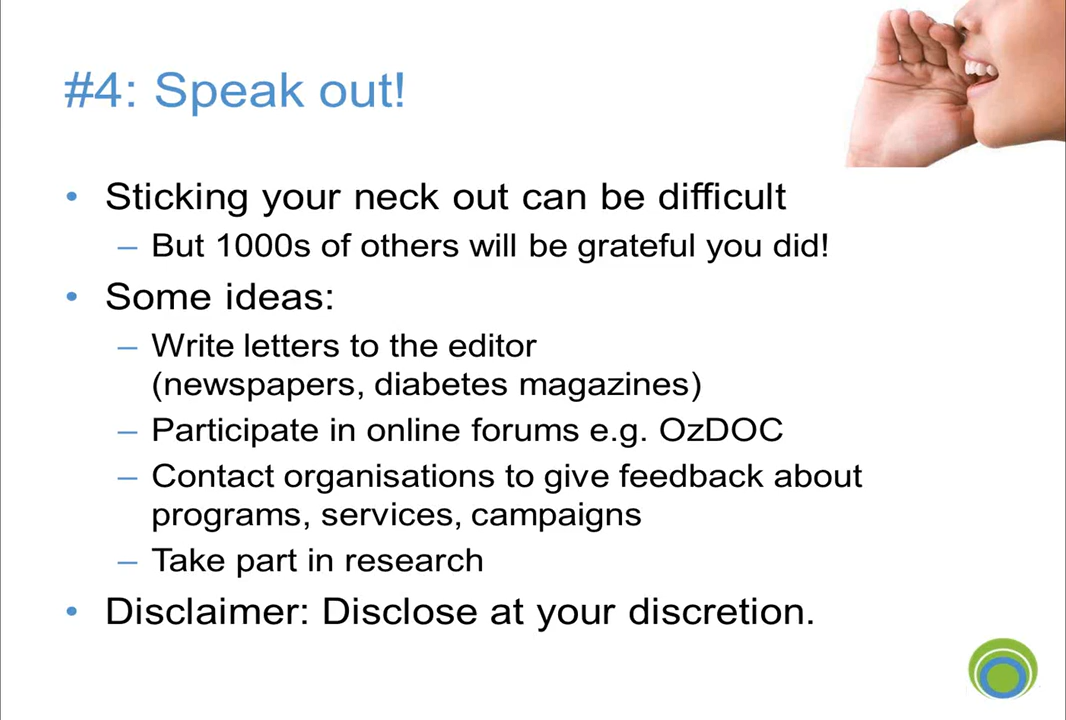 #4: Speak out!
• Sticking your neck out can be difficult
– But 1000s of others will be grateful you did!
• Some ideas:
– Write letters to the editor
(newspapers, diabetes magazines)
– Participate in online forums e.g. OzDOC
– Contact organisations to give feedback about
programs, services, campaigns
– Take part in research
• Disclaimer: Disclose at your discretion.